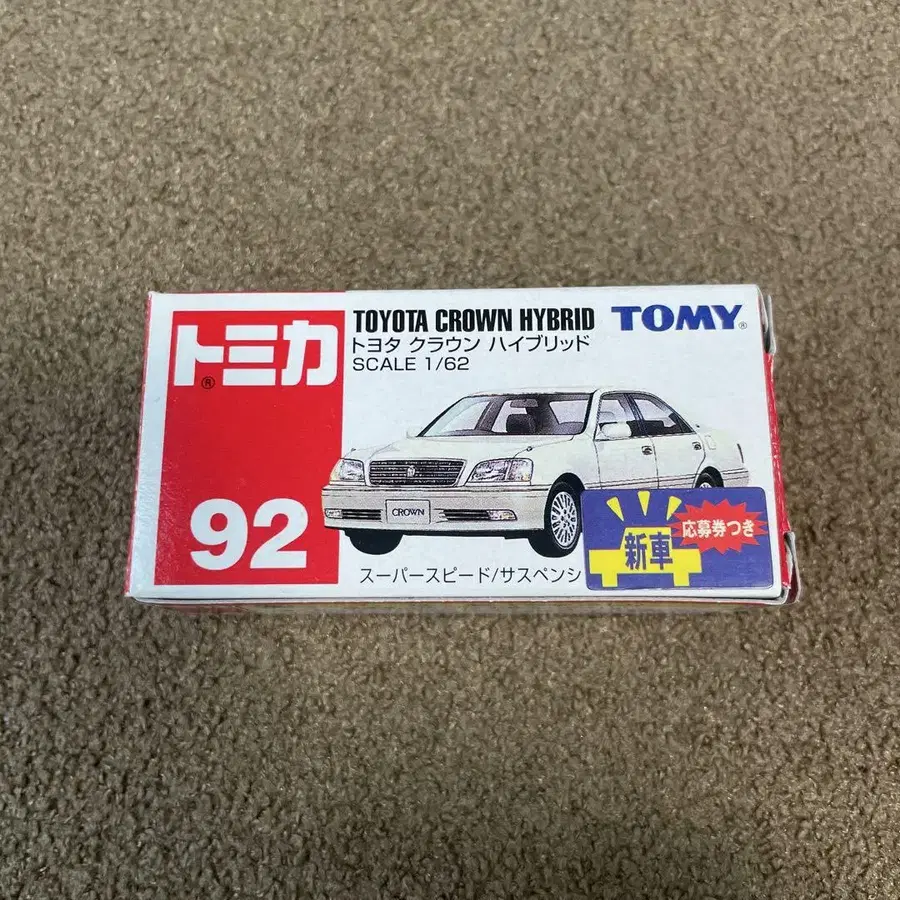 トミカ®
92
TOYOTA CROWN HYBRID
トヨタ クラウン ハイブリッド
SCALE 1/62
TOMY®
CROWN
スーパースピード/サスペンシ
新車
応募券つき